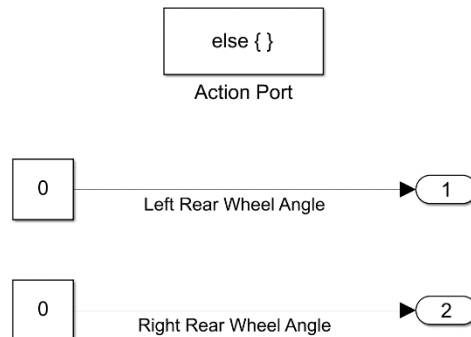 else { }
Action Port
0
Left Rear Wheel Angle
1
0
Right Rear Wheel Angle
2